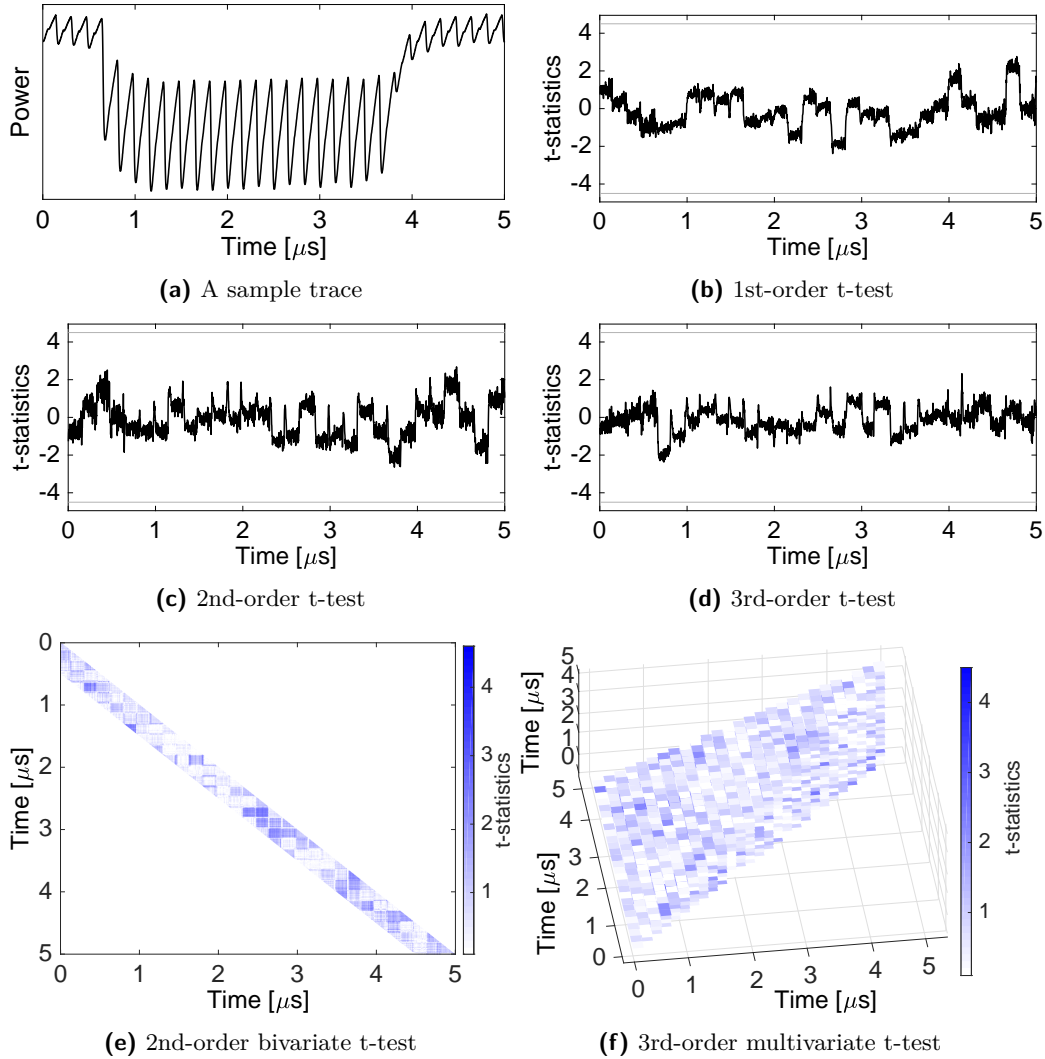 Power
0 1 2 3 4 5
Time [μs]
(a) A sample trace
t-statistics
4
2
0
-2
-4
0 1 2 3 4 5
Time [μs]
(b) 1st-order t-test
t-statistics
4
2
0
-2
-4
0 1 2 3 4 5
Time [μs]
(c) 2nd-order t-test
t-statistics
4
2
0
-2
-4
0 1 2 3 4 5
Time [μs]
(d) 3rd-order t-test
Time [μs]
0
1
2
3
4
5
0 1 2 3 4 5
Time [μs]
4
3
2
1
t-statistics
(e) 2nd-order bivariate t-test
Time [μs]
5
4
3
2
1
0
Time [μs]
5
4
3
2
1
0
0 1 2 3 4 5
Time [μs]
4
3
2
1
t-statistics
(f) 3rd-order multivariate t-test